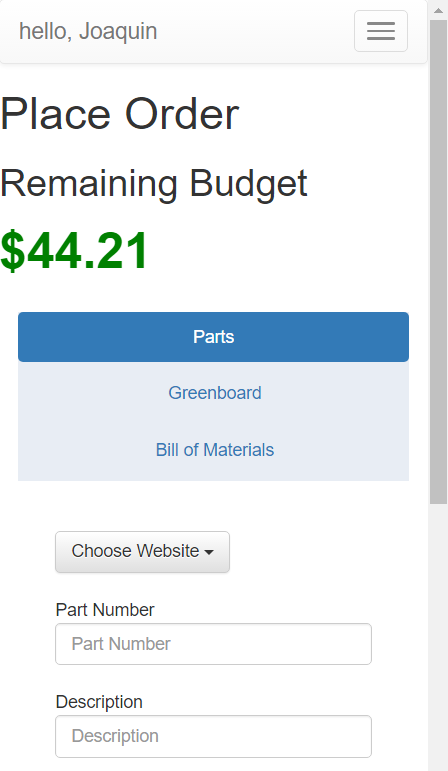 hello, Joaquin
Place Order
Remaining Budget
$44.21
Parts
Greenboard
Bill of Materials
Choose Website
Part Number
Part Number
Description
Description